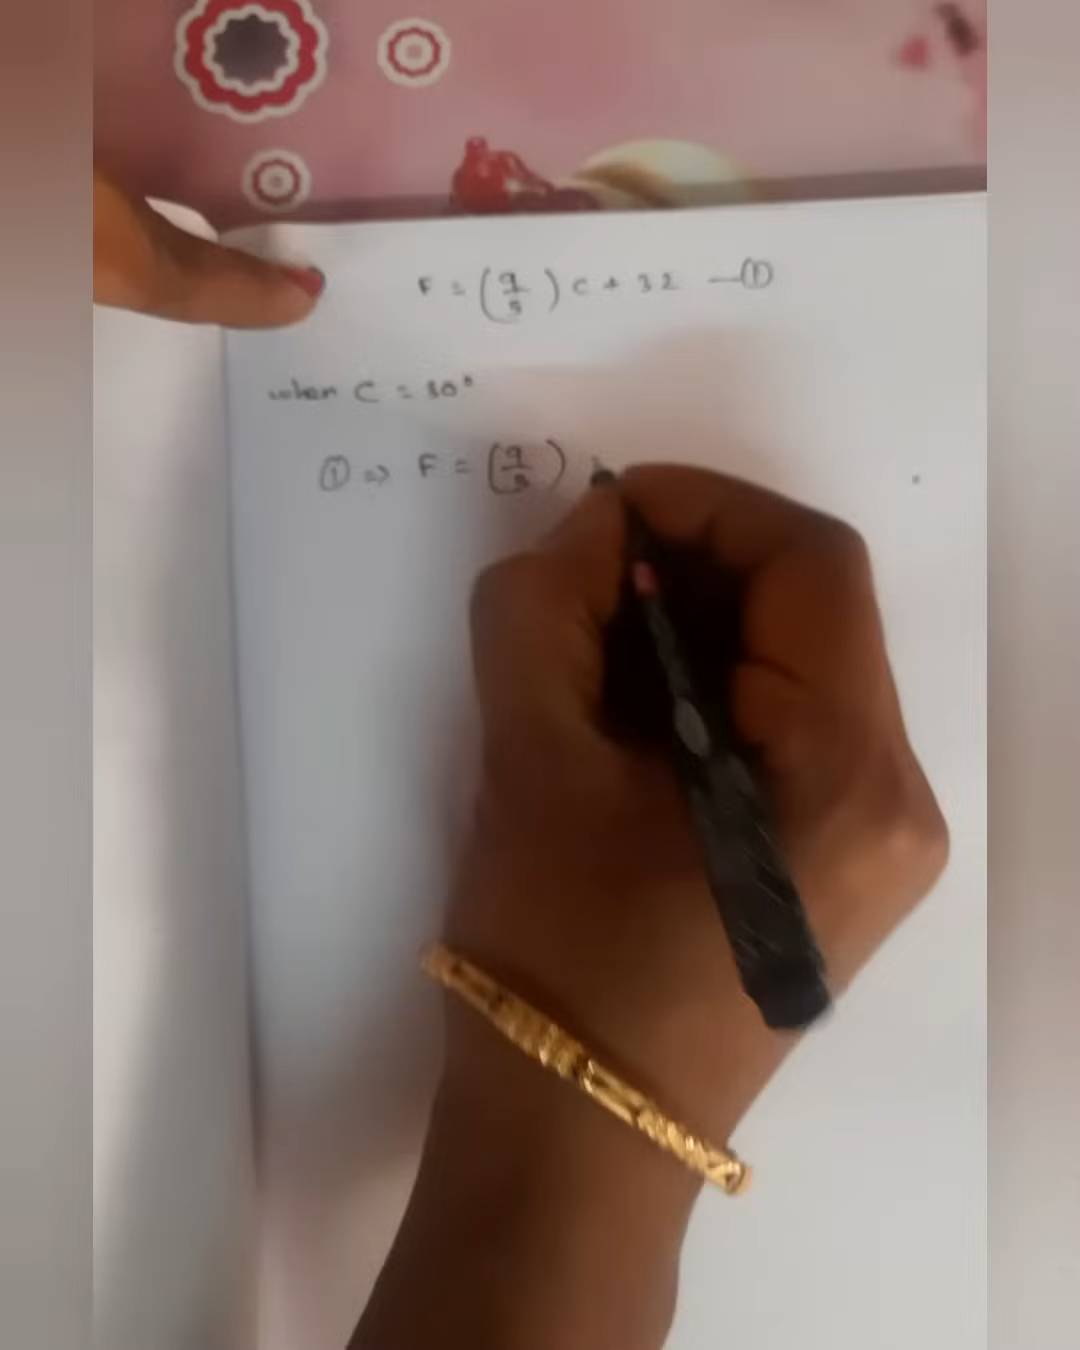 F = (9/5) C + 32 — ①
when C = 30°
① ⇒ F = (9/5)